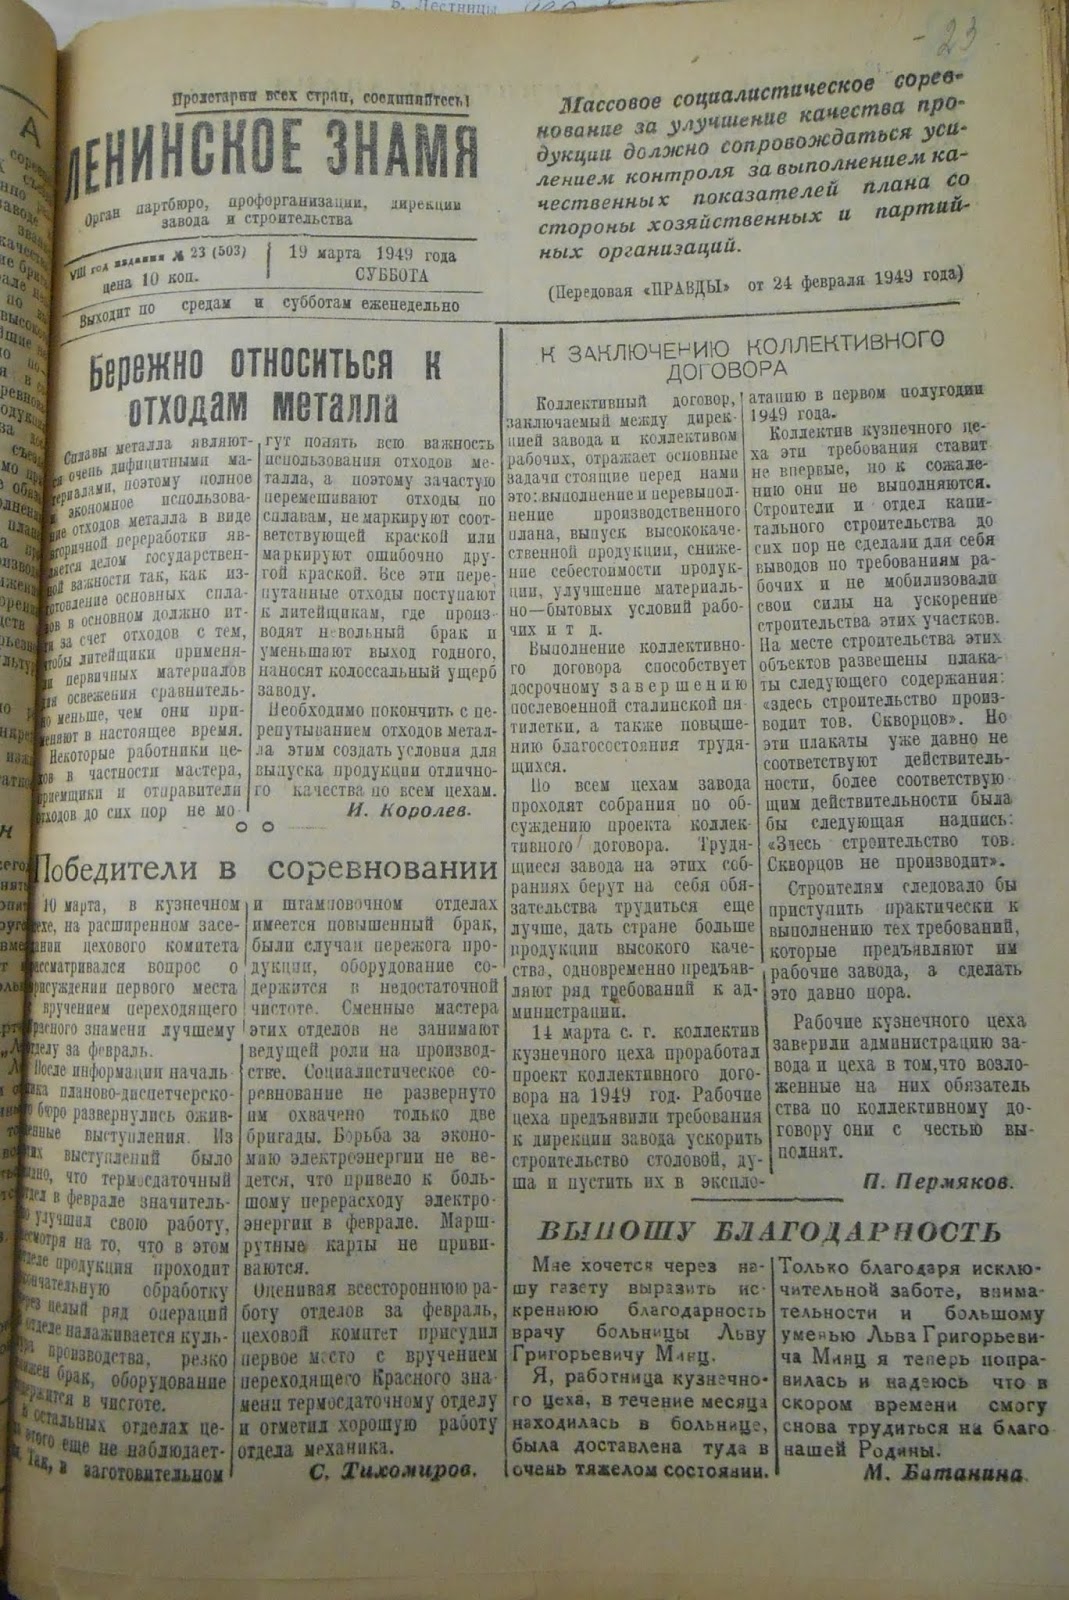 Пролетарии всех стран, соединяйтесь!
ЛЕНИНСКОЕ ЗНАМЯ
Орган партбюро, профорганизации, дирекции
завода и строительства
VIII год издания № 23 (503)
цена 10 коп.
19 марта 1949 года
СУББОТА
Выходит по средам и субботам еженедельно
Массовое социалистическое сорев-
нование за улучшение качества про-
дукции должно сопровождаться уси-
лением контроля за выполнением ка-
чественных показателей плана со
стороны хозяйственных и партий-
ных организаций.
(Передовая «ПРАВДЫ» от 24 февраля 1949 года)
23
Бережно относиться к
отходам металла
Сплавы металла являют-
ся очень дифицитными ма-
териалами, поэтому полное
и экономное использова-
ние отходов металла в виде
вторичной переработки яв-
ляется делом государствен-
ной важности так, как из-
готовление основных спла-
вов в основном должно ит-
ти за счет отходов с тем,
чтобы литейщики применя-
ли первичных материалов
для освежения сравнитель-
но меньше, чем они при-
меняют в настоящее время.
Некоторые работники це-
хов в частности мастера,
приемщики и отправители
отходов до сих пор не мо-
гут понять всю важность
использования отходов ме-
талла, а поэтому зачастую
перемешивают отходы по
сплавам, не маркируют соот-
ветствующей краской или
маркируют ошибочно дру-
гой краской. Все эти пере-
путанные отходы поступают
к литейщикам, где произ-
водят невольный брак и
уменьшают выход годного,
наносят колоссальный ущерб
заводу.
Необходимо покончить с пе-
репутыванием отходов метал-
ла этим создать условия для
выпуска продукции отлично-
го качества по всем цехам.
И. Королев.
Победители в соревновании
10 марта, в кузнечном
цехе, на расширенном засе-
дании цехового комитета
рассматривался вопрос о
присуждении первого места
с вручением переходящего
Красного знамени лучшему
отделу за февраль.
После информации началь-
ника планово-диспетчерско-
го бюро развернулись ожив-
ленные выступления. Из
этих выступлений было
видно, что термосдаточный
отдел в феврале значитель-
но улучшил свою работу,
несмотря на то, что в этом
отделе продукция проходит
окончательную обработку
через целый ряд операций
в отделе налаживается куль-
тура производства, резко
снижен брак, оборудование
содержится в чистоте.
В остальных отделах це-
ха этого еще не наблюдает-
ся. Так, в заготовительном
и штамповочном отделах
имеется повышенный брак,
были случаи пережога про-
дукции, оборудование со-
держится в недостаточной
чистоте. Сменные мастера
этих отделов не занимают
ведущей роли на производ-
стве. Социалистическое со-
ревнование не развернуто
им охвачено только две
бригады. Борьба за эконо-
мию электроэнергии не ве-
дется, что привело к боль-
шому перерасходу электро-
энергии в феврале. Марш-
рутные карты не приви-
ваются.
Оценивая всестороннюю ра-
боту отделов за февраль,
цеховой комитет присудил
первое место с вручением
переходящего Красного зна-
мени термосдаточному отделу
и отметил хорошую работу
отдела механика.
С. Тихомиров.
К ЗАКЛЮЧЕНИЮ КОЛЛЕКТИВНОГО
ДОГОВОРА
Коллективный договор,
заключаемый между дирек-
цией завода и коллективом
рабочих, отражает основные
задачи стоящие перед нами
это: выполнение и перевыпол-
нение производственного
плана, выпуск высококаче-
ственной продукции, сниже-
ние себестоимости продук-
ции, улучшение материаль-
но—бытовых условий рабо-
чих и т д.
Выполнение коллективно-
го договора способствует
досрочному завершению
послевоенной сталинской пя-
тилетки, а также повыше-
нию благосостояния трудя-
щихся.
По всем цехам завода
проходят собрания по об-
суждению проекта коллек-
тивного договора. Трудя-
щиеся завода на этих соб-
раниях берут на себя обя-
зательства трудиться еще
лучше, дать стране больше
продукции высокого каче-
ства, одновременно предъяв-
ляют ряд требований к ад-
министрации.
14 марта с. г. коллектив
кузнечного цеха проработал
проект коллективного дого-
вора на 1949 год. Рабочие
цеха предъявили требования
к дирекции завода ускорить
строительство столовой, ду-
ша и пустить их в эксплo-
атацию в первом полугодии
1949 года.
Коллектив кузнечного це-
ха эти требования ставит
не впервые, но к сожале-
нию они не выполняются.
Строители и отдел капи-
тального строительства до
сих пор не сделали для себя
выводов по требованиям ра-
бочих и не мобилизовали
свои силы на ускорение
строительства этих участков.
На месте строительства этих
объектов развешены плака-
ты следующего содержания:
«здесь строительство произ-
водит тов. Скворцов». Но
эти плакаты уже давно не
соответствуют действитель-
ности, более соответствую
щим действительности была
бы следующая надпись:
«Здесь строительство тов.
Скворцов не производит».
Строителям следовало бы
приступить практически к
выполнению тех требований,
которые предъявляют им
рабочие завода, а сделать
это давно пора.
Рабочие кузнечного цеха
заверили администрацию за-
вода и цеха в том, что возло-
женные на них обязатель
ства по коллективному до-
говору они с честью вы-
полнят.
П. Пермяков.
ВЫНОШУ БЛАГОДАРНОСТЬ
Мне хочется через на-
шу газету выразить ис-
креннюю благодарность
врачу больницы Льву
Григорьевичу Минц.
Я, работница кузнечно-
го цеха, в течение месяца
находилась в больнице,
была доставлена туда в
очень тяжелом состоянии.
Только благодаря исклю-
чительной заботе, внима-
тельности и большому
уменью Льва Григорьеви-
ча Минц я теперь попра-
вилась и надеюсь что в
скором времени смогу
снова трудиться на благо
нашей Родины.
М. Батанина